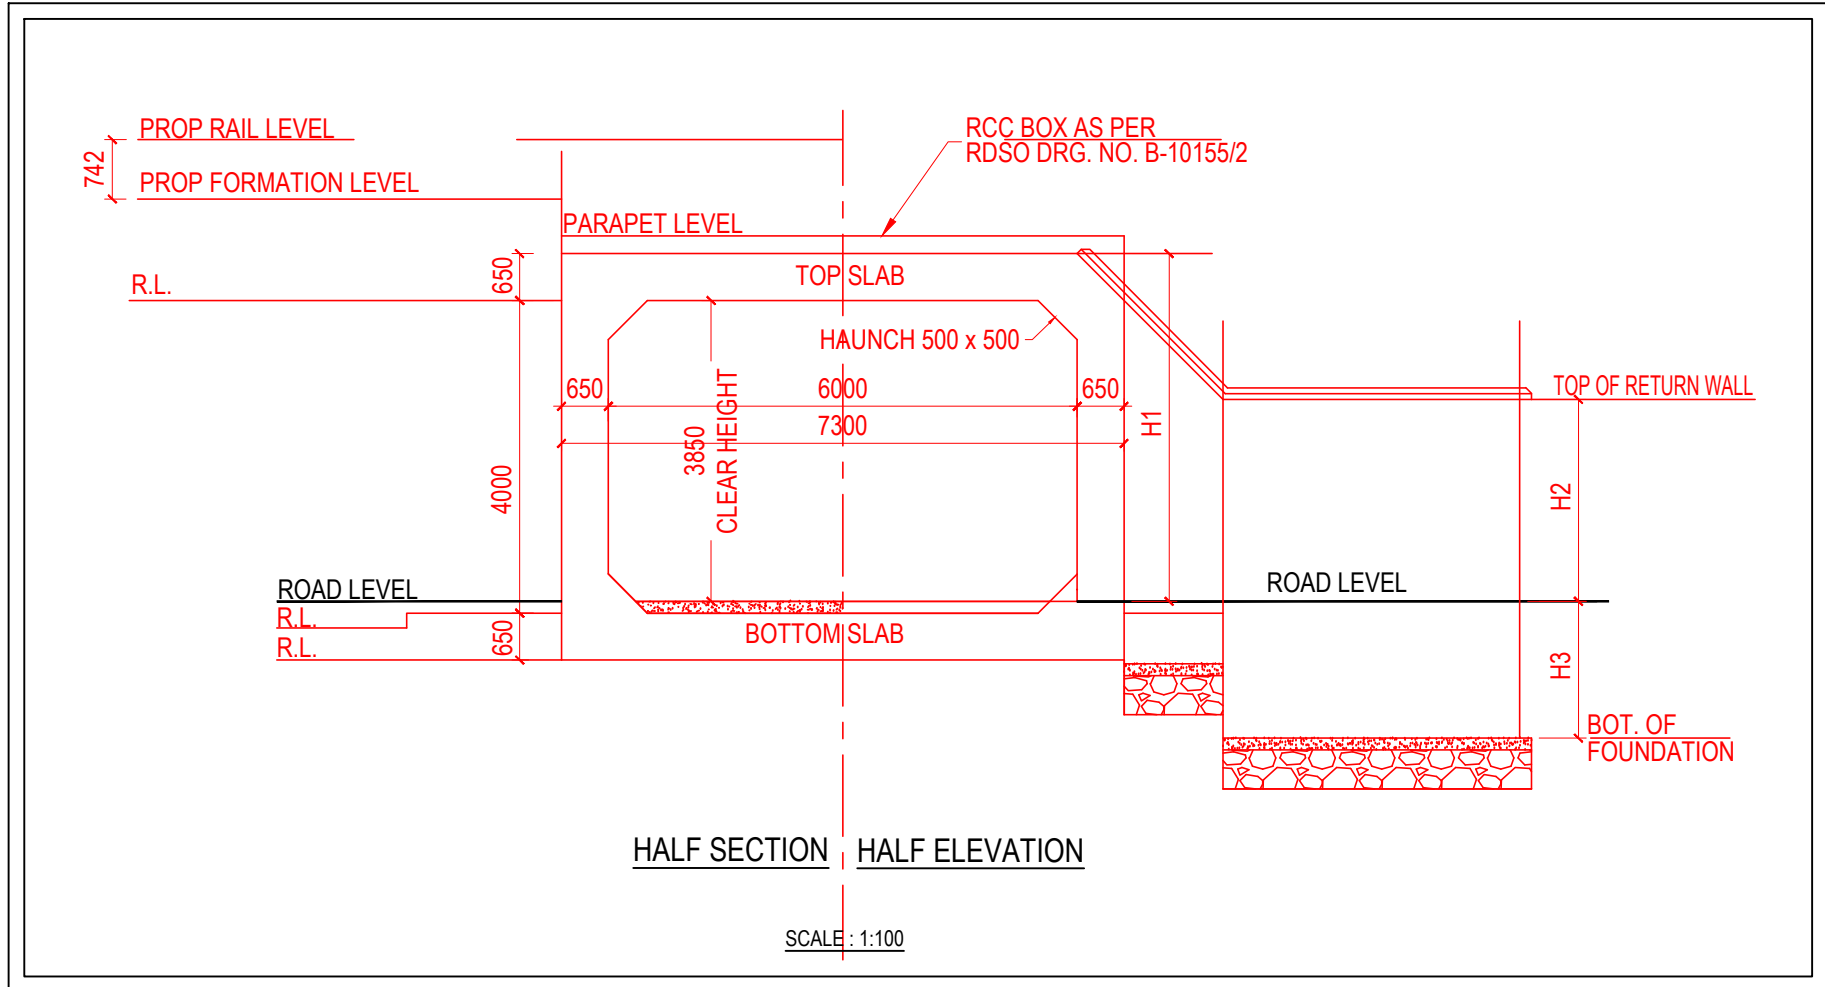 PROP RAIL LEVEL
742
PROP FORMATION LEVEL
RCC BOX AS PER
RDSO DRG. NO. B-10155/2
PARAPET LEVEL
650
TOP SLAB
R.L.
HAUNCH 500 x 500
650
6000
650
7300
3850
CLEAR HEIGHT
H1
TOP OF RETURN WALL
4000
H2
ROAD LEVEL
ROAD LEVEL
R.L.
R.L.
650
BOTTOM SLAB
H3
BOT. OF
FOUNDATION
HALF SECTION
HALF ELEVATION
SCALE : 1:100